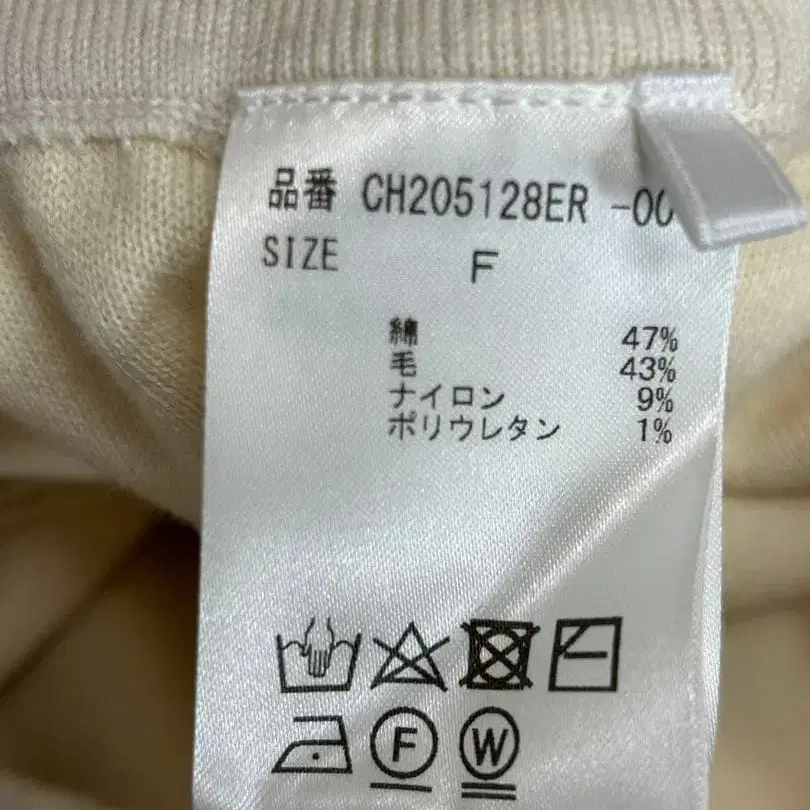 品番 CH205128ER -00
SIZE F
綿 47%
毛 43%
ナイロン 9%
ポリウレタン 1%
F W